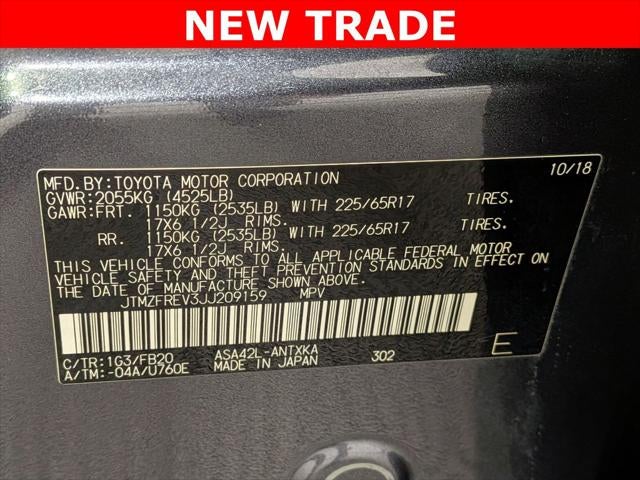 NEW TRADE
MFD.BY:TOYOTA MOTOR CORPORATION 10/18
GVWR:2055KG (4525LB)
GAWR:FRT. 1150KG (2535LB) WITH 225/65R17 TIRES.
17X6 1/2J RIMS.
RR. 1150KG (2535LB) WITH 225/65R17 TIRES.
17X6 1/2J RIMS.
THIS VEHICLE CONFORMS TO ALL APPLICABLE FEDERAL MOTOR
VEHICLE SAFETY AND THEFT PREVENTION STANDARDS IN EFFECT ON
THE DATE OF MANUFACTURE SHOWN ABOVE.
JTMZFREV3JJ209159 MPV
C/TR:1G3/FB20 ASA42L-ANTXKA 302 E
A/TM:-04A/U760E MADE IN JAPAN